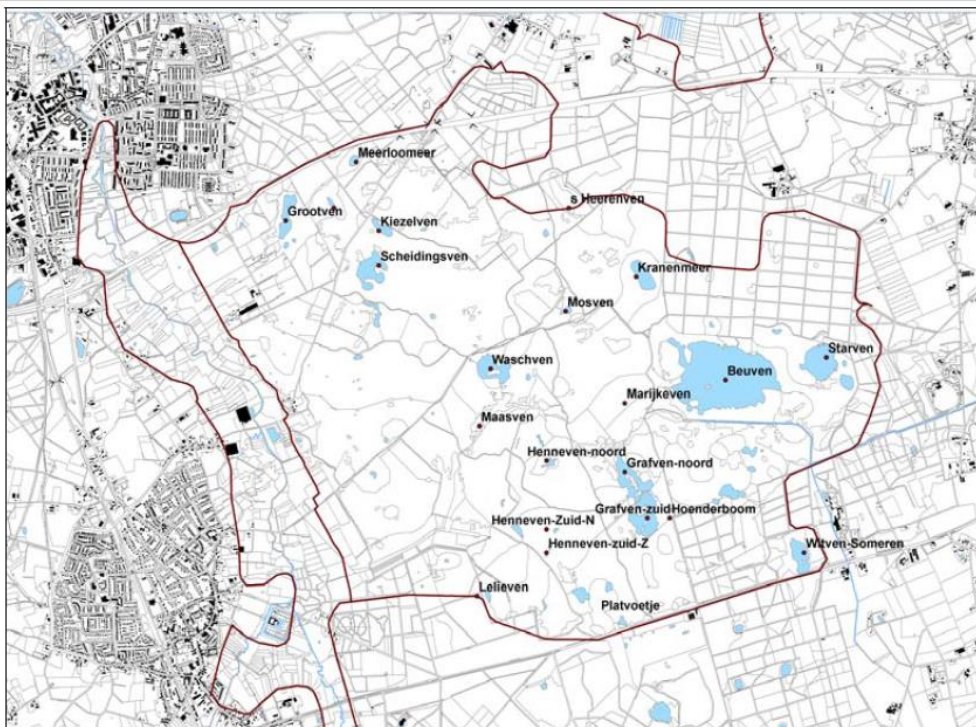 Meerloomeer
s Heerenven
Grootven
Kiezelven
Scheidingsven
Kranenmeer
Mosven
Waschven
Starven
Beuven
Marijkeven
Maasven
Henneven-noord
Grafven-noord
Grafven-zuid
Hoenderboom
Henneven-Zuid-N
Henneven-zuid-Z
Witven-Someren
Lelieven
Platvoetje